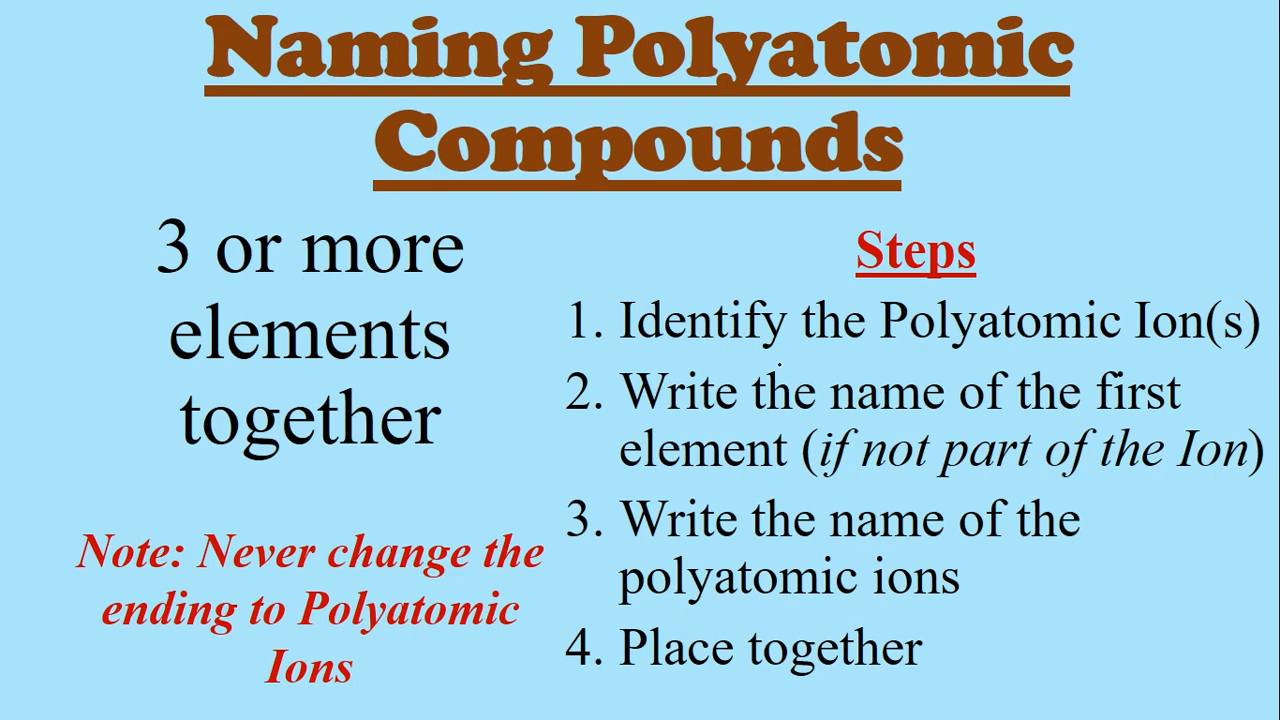 Naming Polyatomic
Compounds
3 or more
elements
together
Note: Never change the
ending to Polyatomic
Ions
Steps
1. Identify the Polyatomic Ion(s)
2. Write the name of the first
element (if not part of the Ion)
3. Write the name of the
polyatomic ions
4. Place together